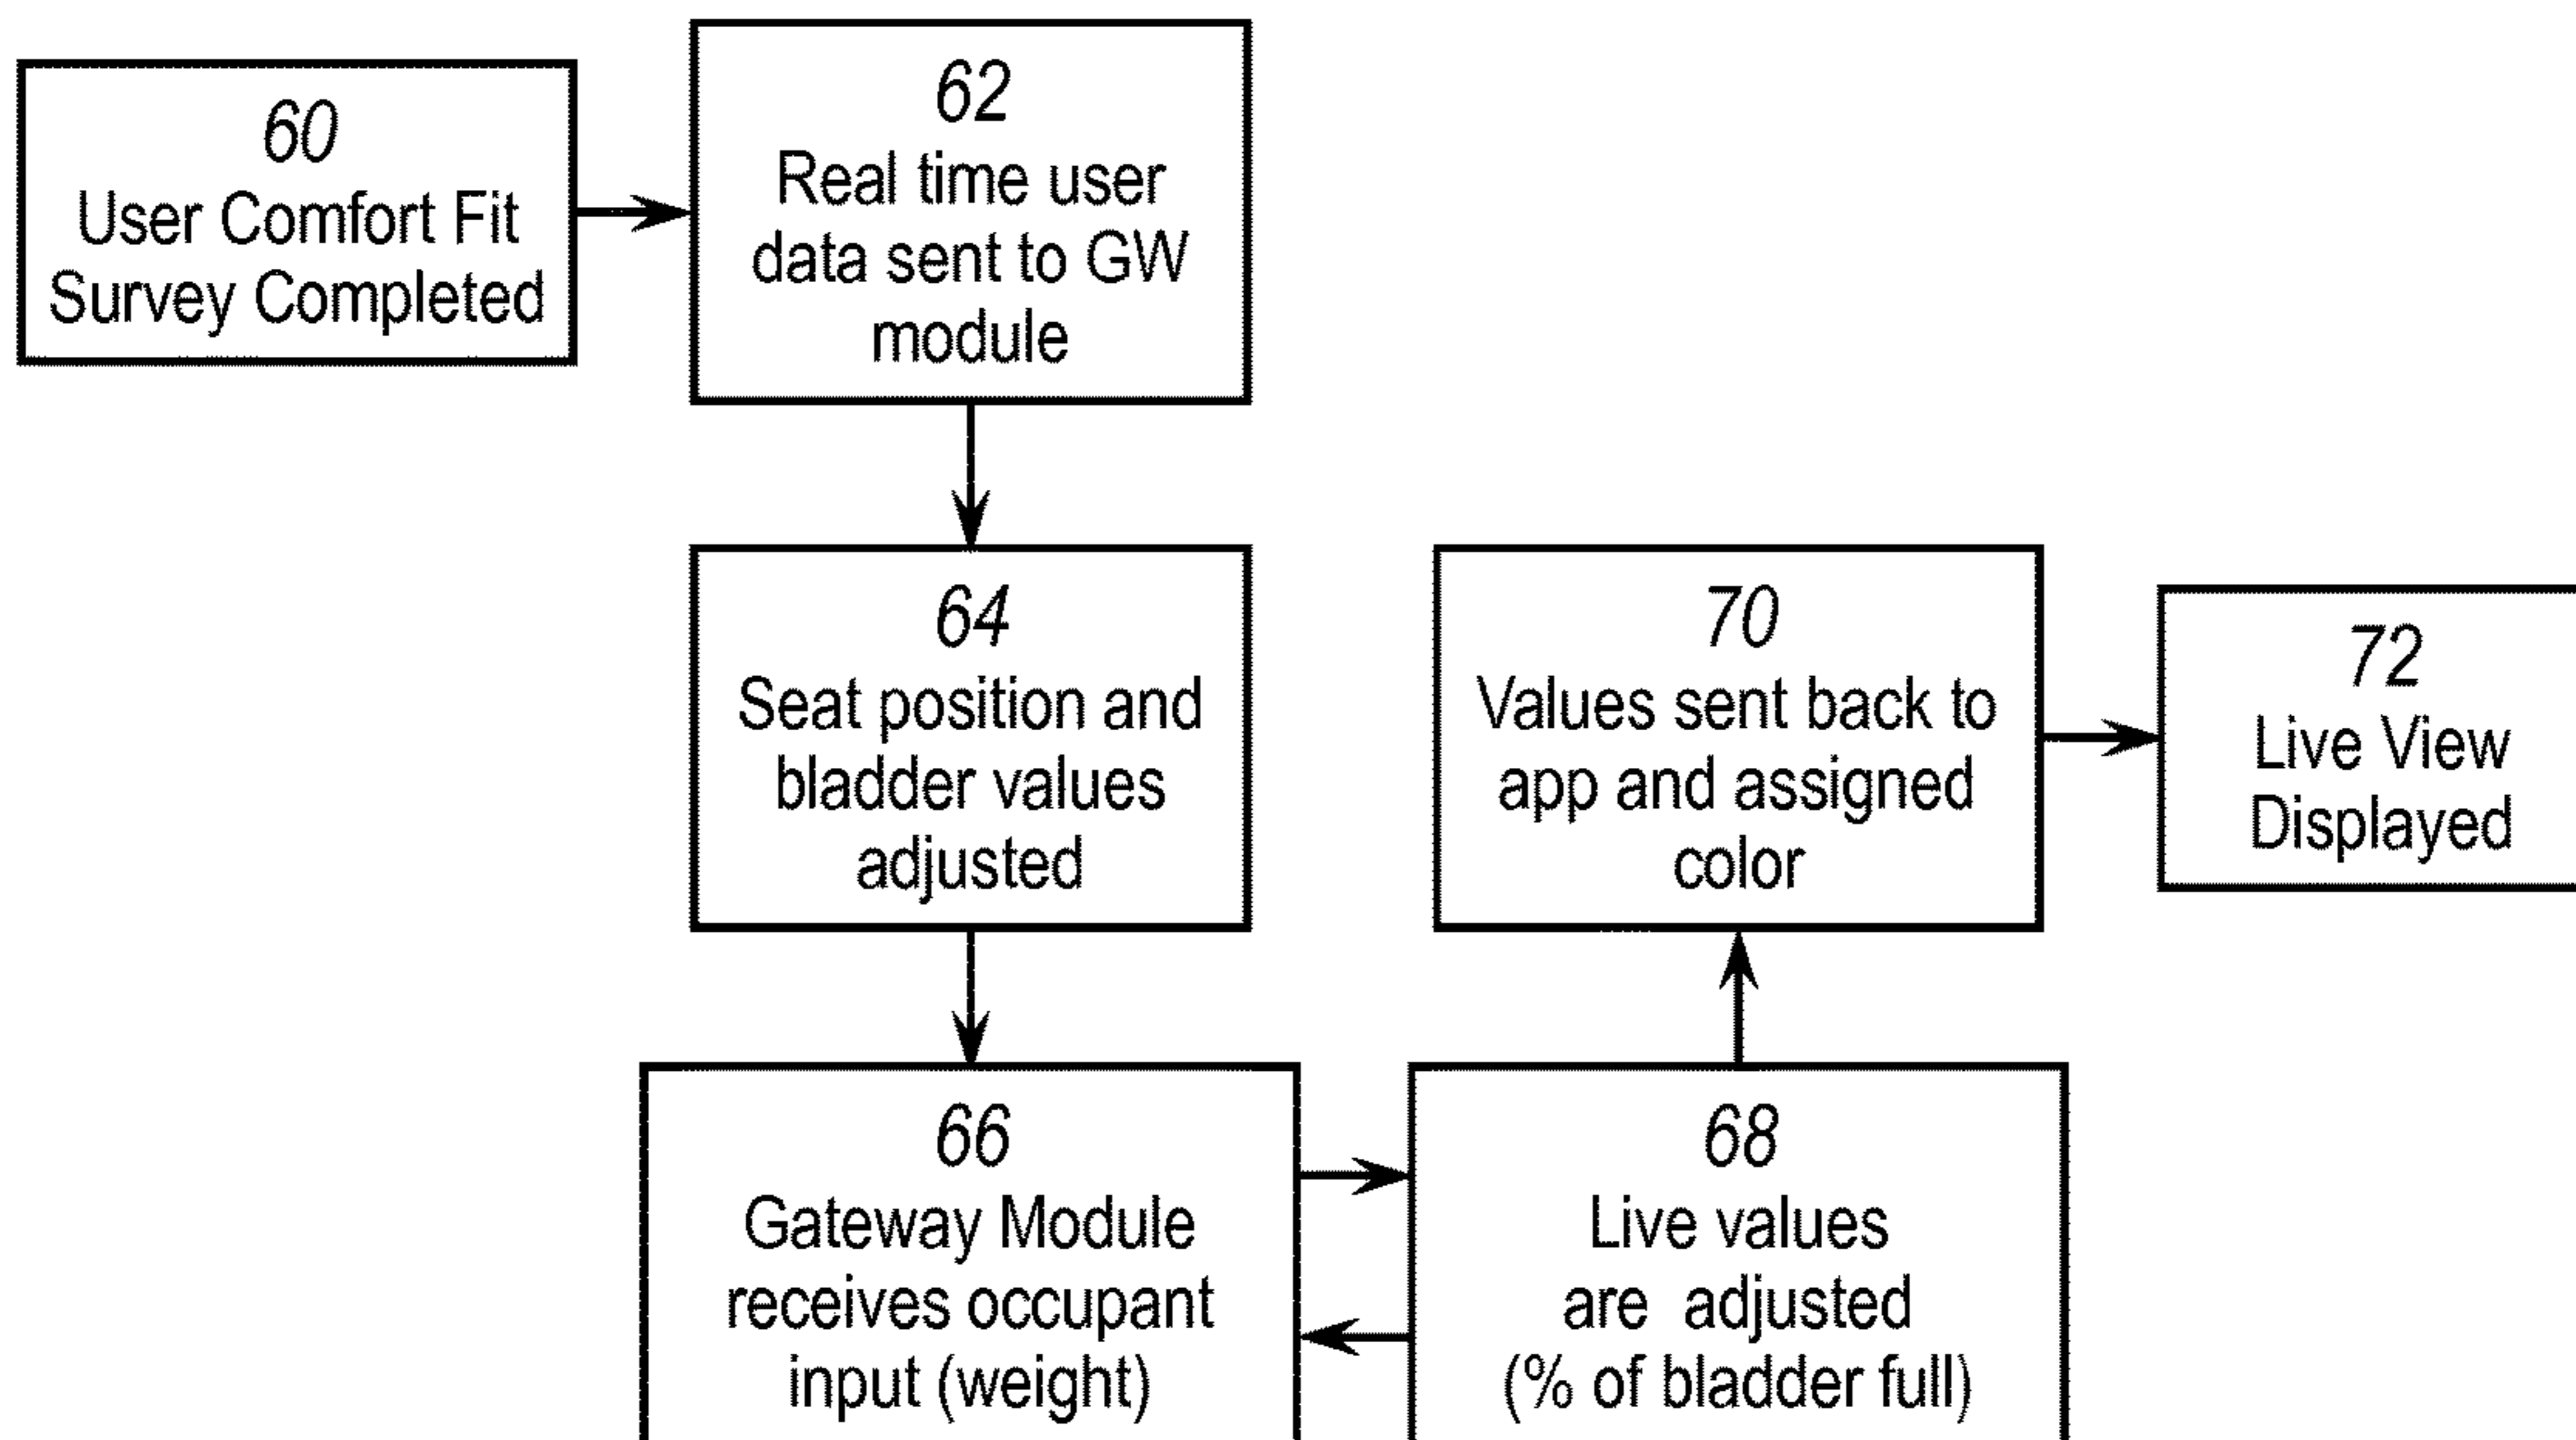 60
User Comfort Fit
Survey Completed
62
Real time user
data sent to GW
module
64
Seat position and
bladder values
adjusted
66
Gateway Module
receives occupant
input (weight)
68
Live values
are adjusted
(% of bladder full)
70
Values sent back to
app and assigned
color
72
Live View
Displayed